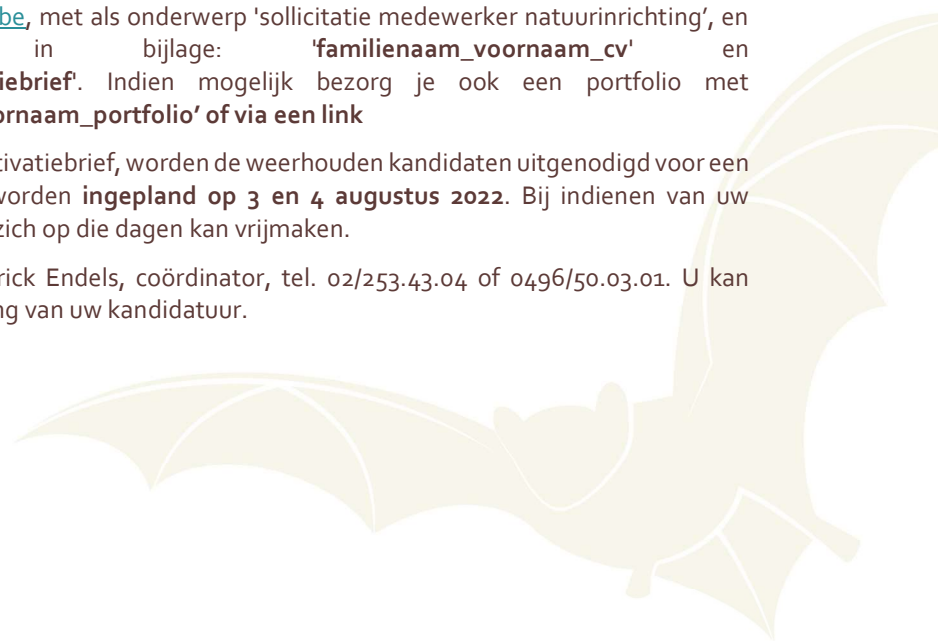 be, met als onderwerp 'sollicitatie medewerker natuurinrichting’, en
in bijlage: 'familienaam_voornaam_cv' en
iebrief'. Indien mogelijk bezorg je ook een portfolio met
ornaam_portfolio’ of via een link
tivatiebrief, worden de weerhouden kandidaten uitgenodigd voor een
worden ingepland op 3 en 4 augustus 2022. Bij indienen van uw
zich op die dagen kan vrijmaken.
rick Endels, coördinator, tel. 02/253.43.04 of 0496/50.03.01. U kan
ng van uw kandidatuur.